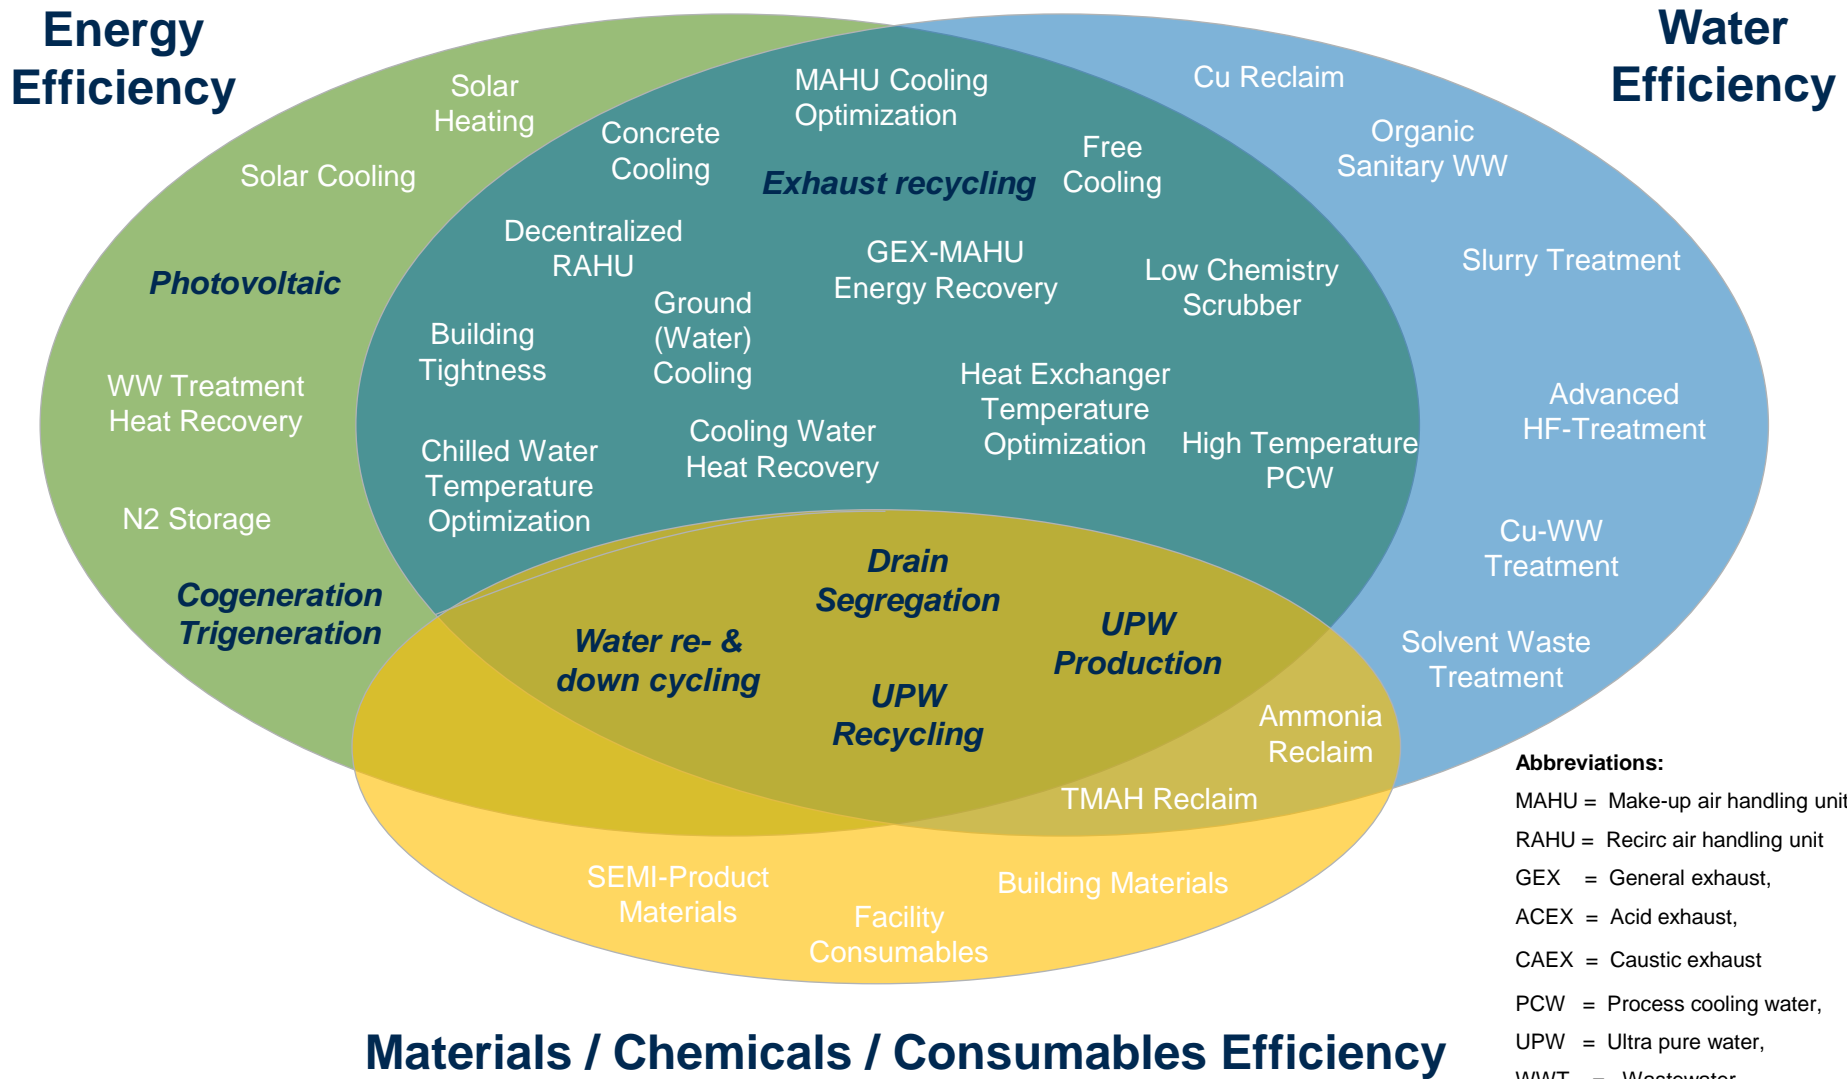 Energy
Efficiency
Water
Efficiency
Solar
Heating
Solar Cooling
Photovoltaic
WW Treatment
Heat Recovery
N2 Storage
Cogeneration
Trigeneration
MAHU Cooling
Optimization
Concrete
Cooling
Free
Cooling
Exhaust recycling
Decentralized
RAHU
GEX-MAHU
Energy Recovery
Low Chemistry
Scrubber
Ground
(Water)
Cooling
Building
Tightness
Heat Exchanger
Temperature
Optimization
Cooling Water
Heat Recovery
High Temperature
PCW
Chilled Water
Temperature
Optimization
Cu Reclaim
Organic
Sanitary WW
Slurry Treatment
Advanced
HF-Treatment
Cu-WW
Treatment
Solvent Waste
Treatment
Drain
Segregation
Water re- &
down cycling
UPW
Production
UPW
Recycling
Ammonia
Reclaim
TMAH Reclaim
SEMI-Product
Materials
Facility
Consumables
Building Materials
Materials / Chemicals / Consumables Efficiency
Abbreviations:
MAHU = Make-up air handling unit
RAHU = Recirc air handling unit
GEX = General exhaust,
ACEX = Acid exhaust,
CAEX = Caustic exhaust
PCW = Process cooling water,
UPW = Ultra pure water,
WWT = Wastewater